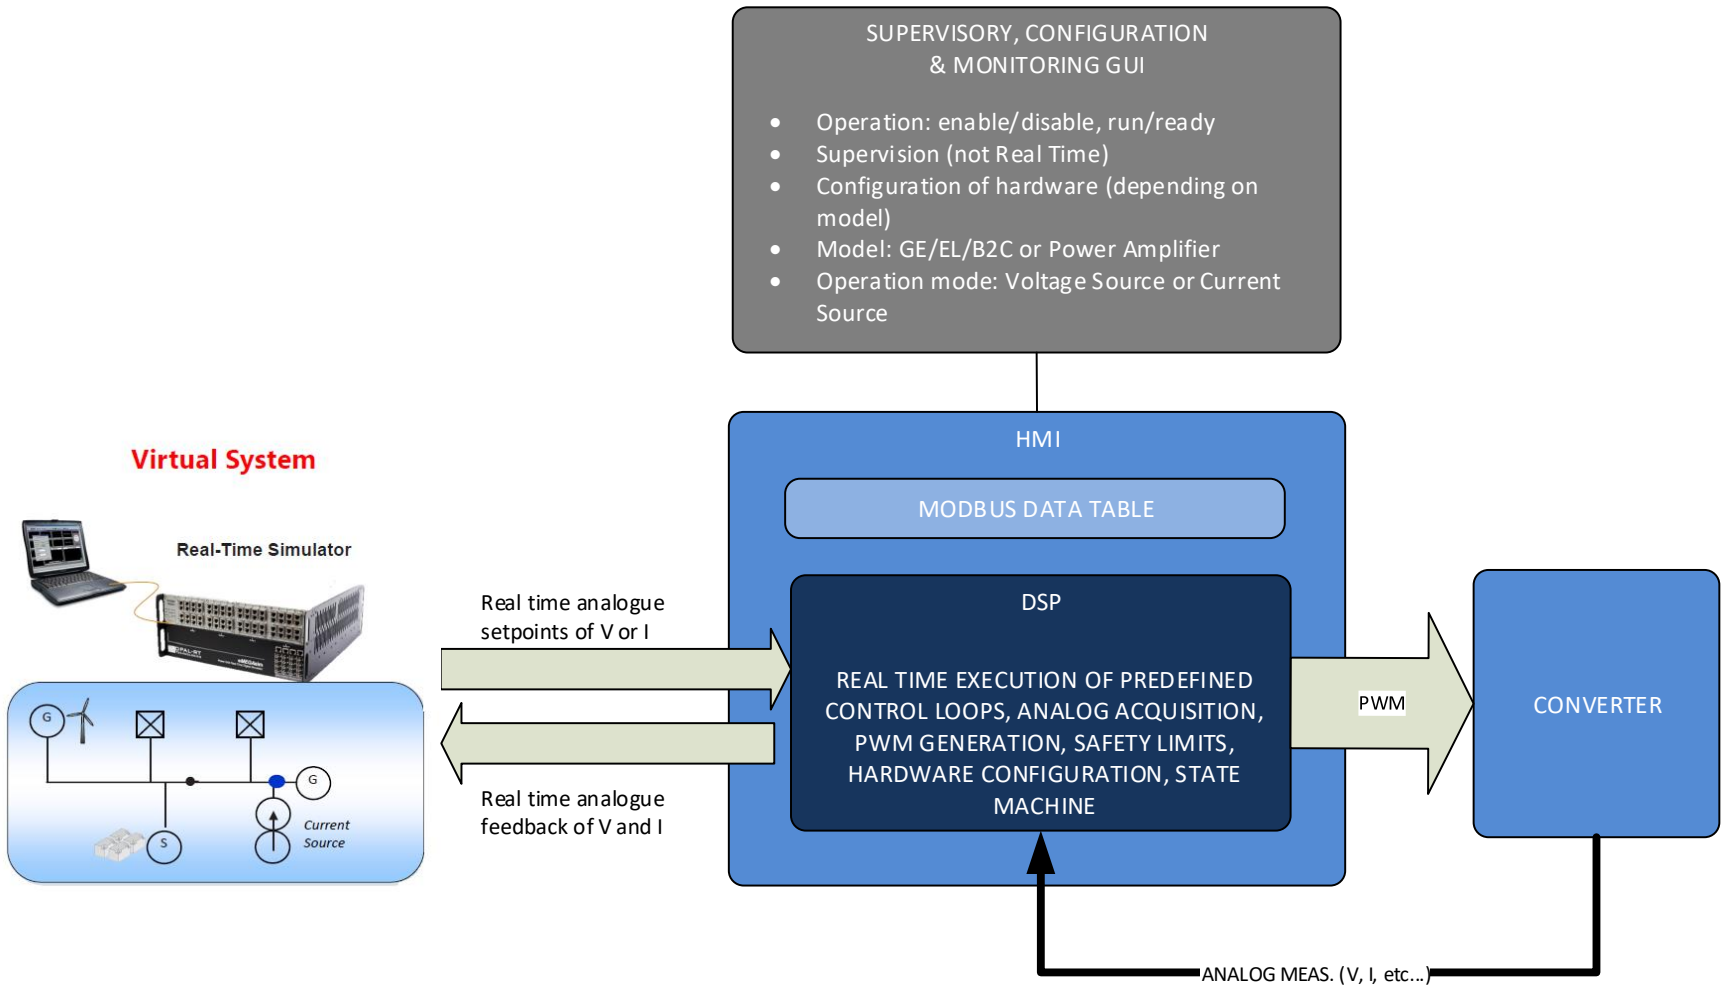 SUPERVISORY, CONFIGURATION
& MONITORING GUI
• Operation: enable/disable, run/ready
• Supervision (not Real Time)
• Configuration of hardware (depending on
model)
• Model: GE/EL/B2C or Power Amplifier
• Operation mode: Voltage Source or Current
Source
HMI
MODBUS DATA TABLE
DSP
REAL TIME EXECUTION OF PREDEFINED
CONTROL LOOPS, ANALOG ACQUISITION,
PWM GENERATION, SAFETY LIMITS,
HARDWARE CONFIGURATION, STATE
MACHINE
Virtual System
Real-Time Simulator
OPAL-RT
G
G
S
Current
Source
Real time analogue
setpoints of V or I
Real time analogue
feedback of V and I
PWM
CONVERTER
ANALOG MEAS. (V, I, etc...)